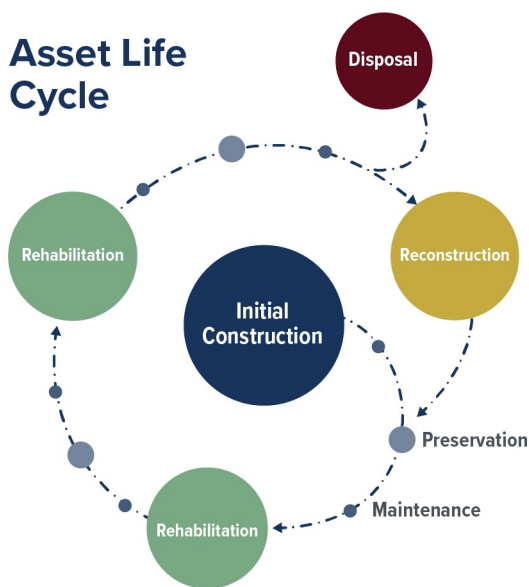 Asset Life
Cycle
Disposal
Rehabilitation
Reconstruction
Initial
Construction
Preservation
Maintenance
Rehabilitation